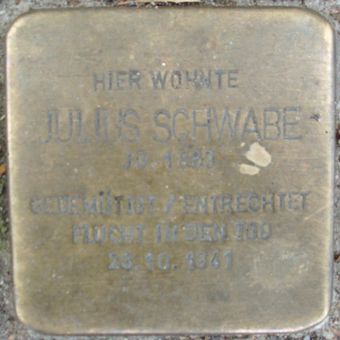 HIER WOHNTE
JULIUS SCHWABE
JG. 1883
GEDEMÜTIGT / ENTRECHTET
FLUCHT IN DEN TOD
23.10.1941